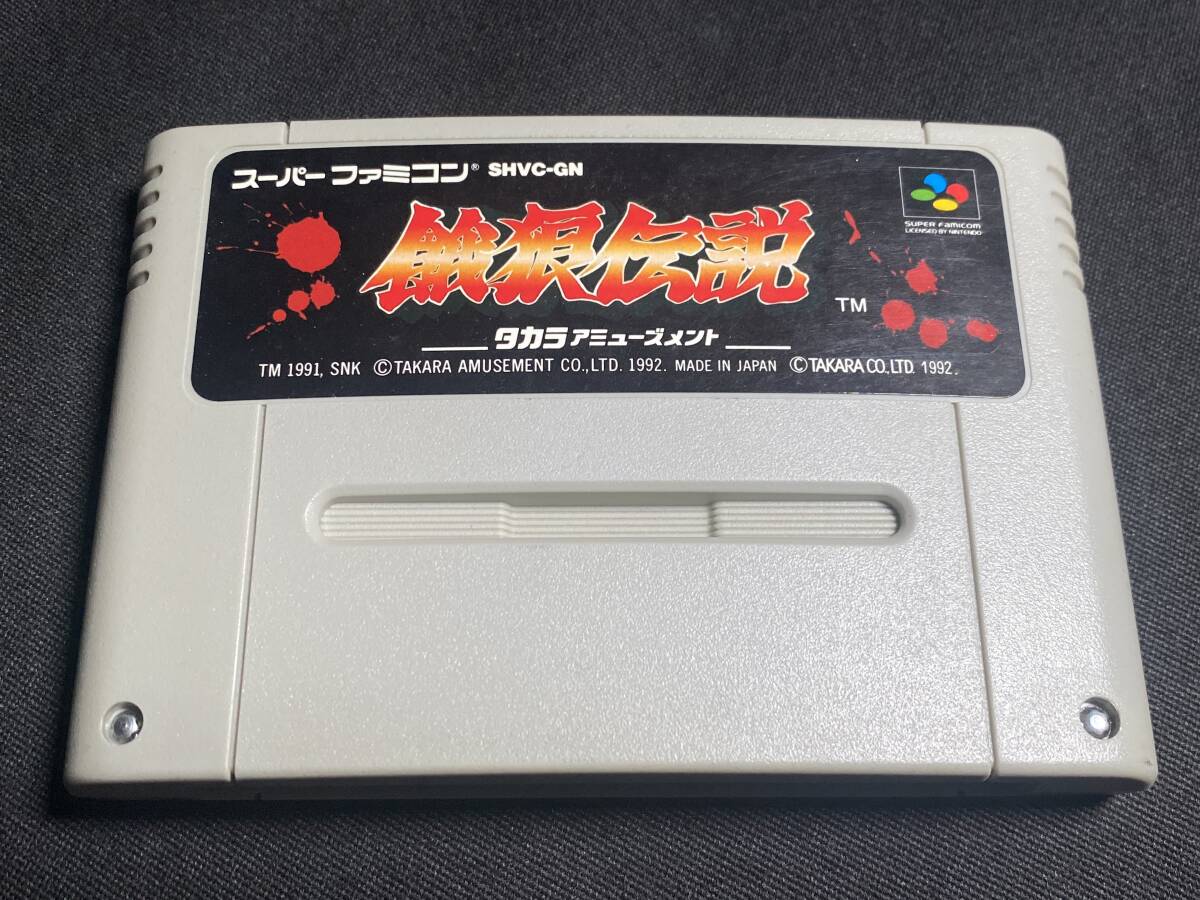 スーパーファミコン® SHVC-GN
SUPER FAMICOM
LICENSED BY NINTENDO
餓狼伝説
TM
タカラアミューズメント
TM 1991, SNK ©TAKARA AMUSEMENT CO.,LTD. 1992. MADE IN JAPAN ©TAKARA CO.,LTD. 1992.